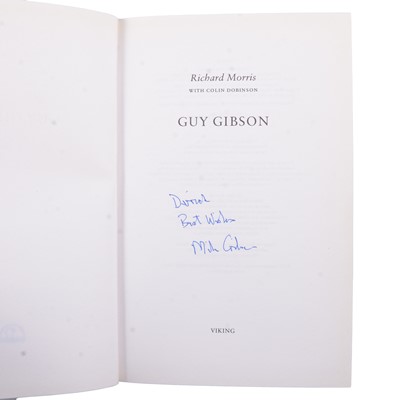 Richard Morris
WITH COLIN DOBINSON
GUY GIBSON
Best Wishes
VIKING